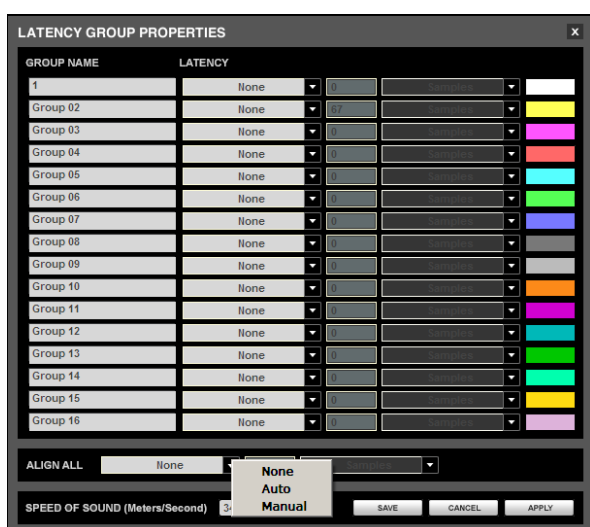 LATENCY GROUP PROPERTIES X
GROUP NAME LATENCY
1 None 0 Samples
Group 02 None 67 Samples
Group 03 None 0 Samples
Group 04 None 0 Samples
Group 05 None 0 Samples
Group 06 None 0 Samples
Group 07 None 0 Samples
Group 08 None 0 Samples
Group 09 None 0 Samples
Group 10 None 0 Samples
Group 11 None 0 Samples
Group 12 None 0 Samples
Group 13 None 0 Samples
Group 14 None 0 Samples
Group 15 None 0 Samples
Group 16 None 0 Samples
ALIGN ALL None Samples
None
Auto
Manual
SPEED OF SOUND (Meters/Second) SAVE CANCEL APPLY